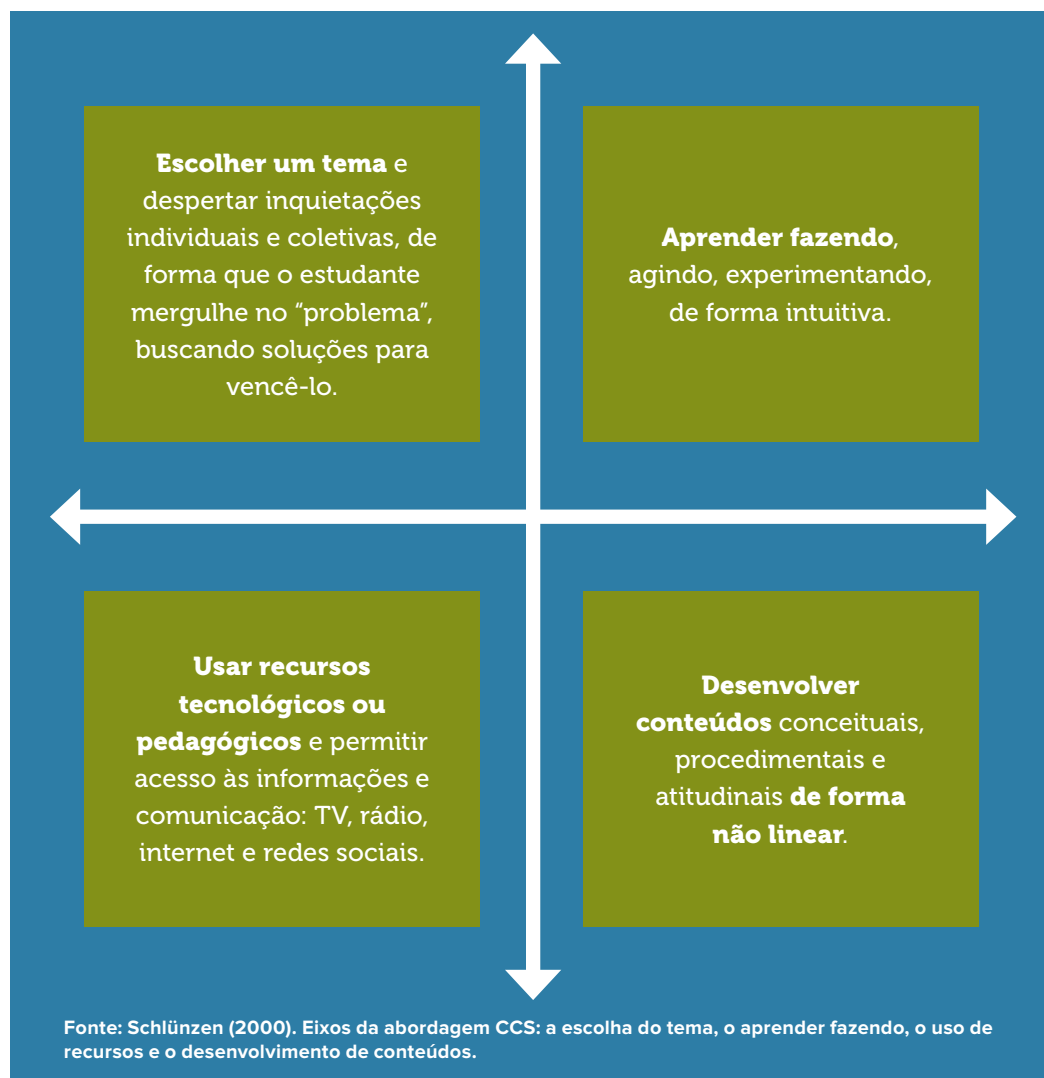 Escolher um tema e
despertar inquietações
individuais e coletivas, de
forma que o estudante
mergulhe no “problema”,
buscando soluções para
vencê-lo.
Aprender fazendo,
agindo, experimentando,
de forma intuitiva.
Usar recursos
tecnológicos ou
pedagógicos e permitir
acesso às informações e
comunicação: TV, rádio,
internet e redes sociais.
Desenvolver
conteúdos conceituais,
procedimentais e
atitudinais de forma
não linear.
Fonte: Schlünzen (2000). Eixos da abordagem CCS: a escolha do tema, o aprender fazendo, o uso de
recursos e o desenvolvimento de conteúdos.